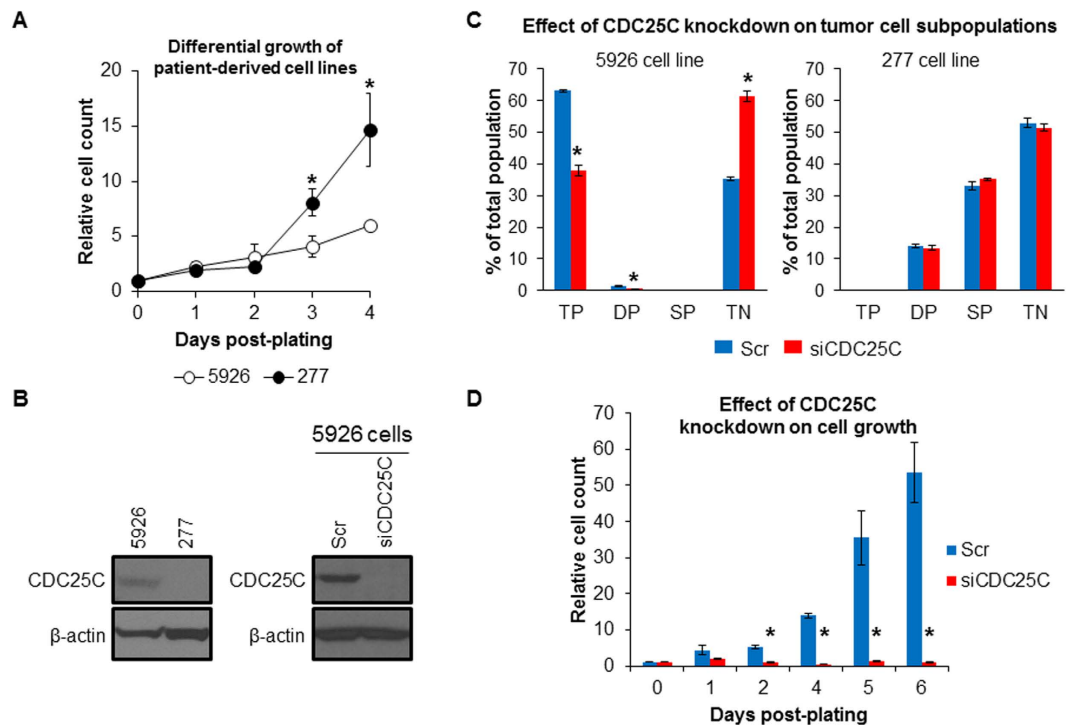 A
Differential growth of
patient-derived cell lines
Relative cell count
20
15
10
5
0
*
*
0 1 2 3 4
Days post-plating
5926 277
B
5926 cells
5926
277
Scr
siCDC25C
CDC25C
β-actin
CDC25C
β-actin
C
Effect of CDC25C knockdown on tumor cell subpopulations
5926 cell line
% of total population
70
60
50
40
30
20
10
0
*
*
*
TP DP SP TN
277 cell line
% of total population
70
60
50
40
30
20
10
0
TP DP SP TN
Scr siCDC25C
D
Effect of CDC25C
knockdown on cell growth
Relative cell count
70
60
50
40
30
20
10
0
* * * *
0 1 2 4 5 6
Days post-plating
Scr
siCDC25C